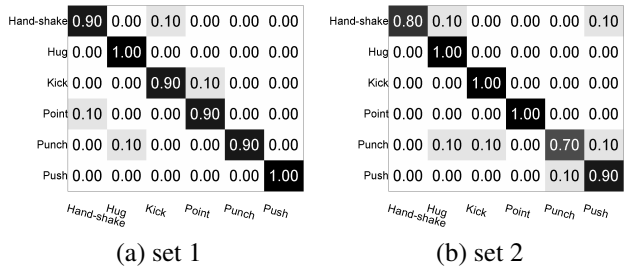 Hand-shake 0.90 0.00 0.10 0.00 0.00 0.00
Hug 0.00 1.00 0.00 0.00 0.00 0.00
Kick 0.00 0.00 0.90 0.10 0.00 0.00
Point 0.10 0.00 0.00 0.90 0.00 0.00
Punch 0.00 0.10 0.00 0.00 0.90 0.00
Push 0.00 0.00 0.00 0.00 0.00 1.00
Hand-shake Hug Kick Point Punch Push
(a) set 1
Hand-shake 0.80 0.10 0.00 0.00 0.00 0.10
Hug 0.00 1.00 0.00 0.00 0.00 0.00
Kick 0.00 0.00 1.00 0.00 0.00 0.00
Point 0.00 0.00 0.00 1.00 0.00 0.00
Punch 0.00 0.10 0.10 0.00 0.70 0.10
Push 0.00 0.00 0.00 0.00 0.10 0.90
Hand-shake Hug Kick Point Punch Push
(b) set 2